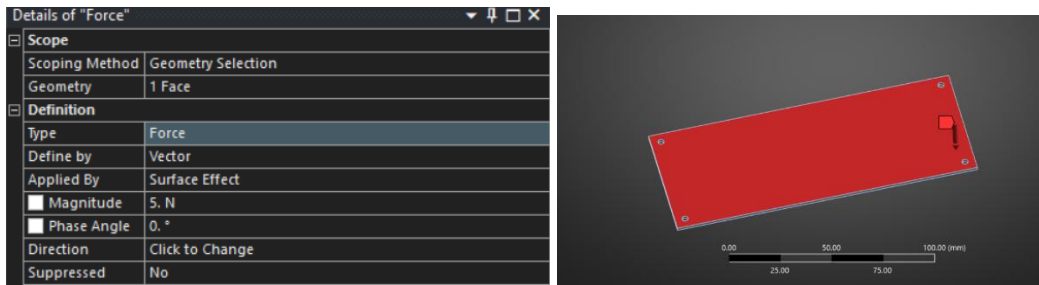 Details of "Force"
Scope
Scoping Method Geometry Selection
Geometry 1 Face
Definition
Type Force
Define by Vector
Applied By Surface Effect
Magnitude 5. N
Phase Angle 0. °
Direction Click to Change
Suppressed No
0.00 50.00 100.00 (mm)
25.00 75.00